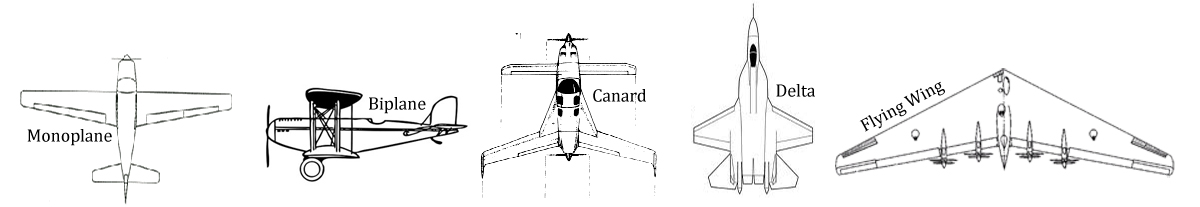 Monoplane
Biplane
Canard
Delta
Flying Wing